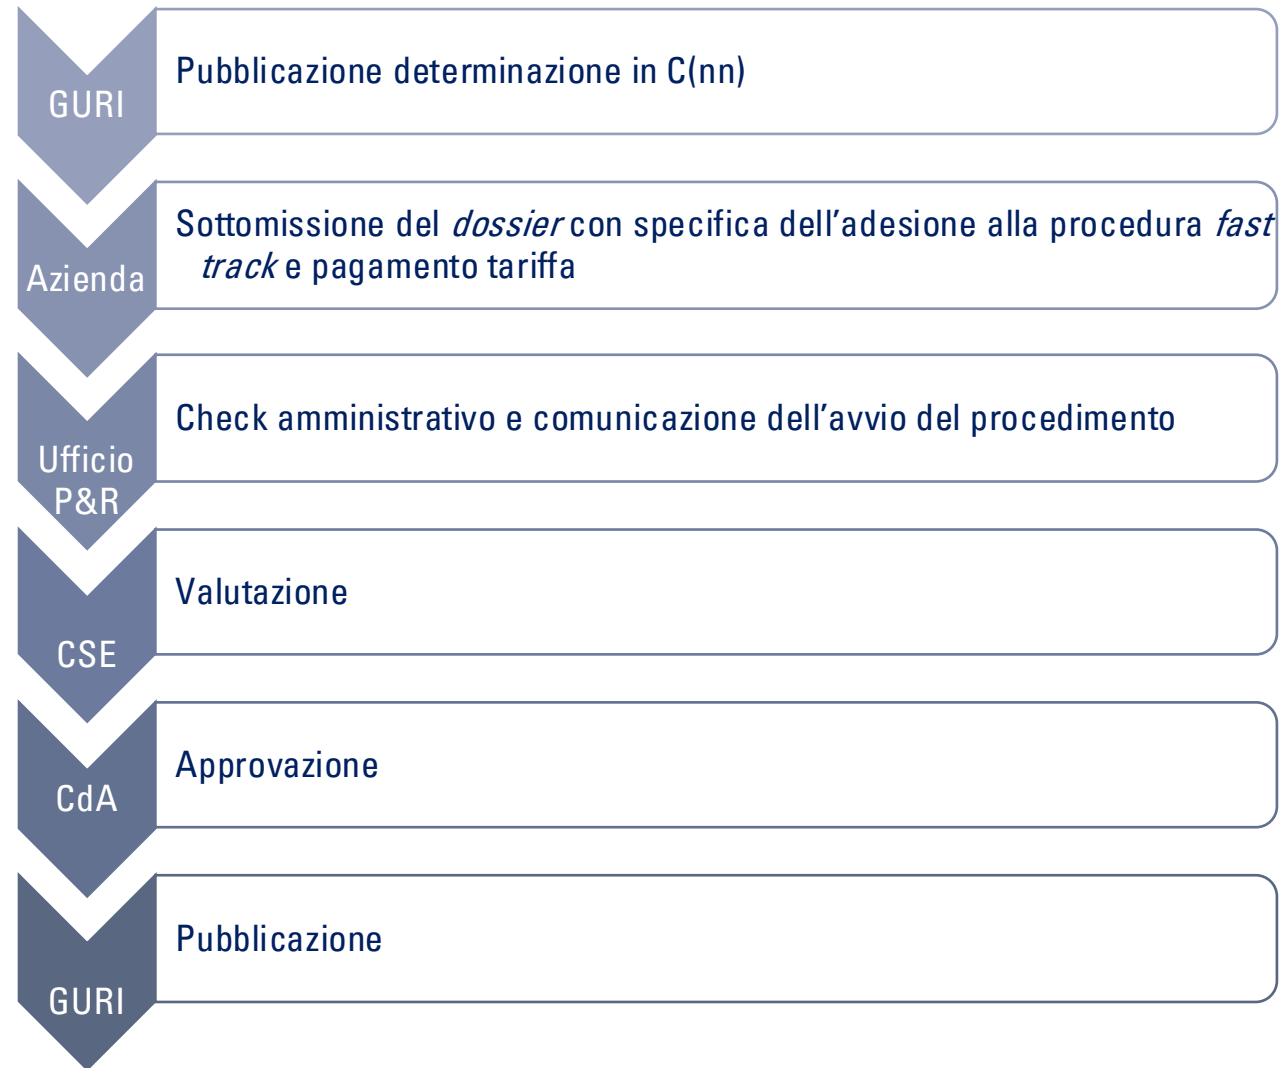 GURI
Pubblicazione determinazione in C(nn)
Azienda
Sottomissione del dossier con specifica dell’adesione alla procedura fast
track e pagamento tariffa
Ufficio
P&R
Check amministrativo e comunicazione dell’avvio del procedimento
CSE
Valutazione
CdA
Approvazione
GURI
Pubblicazione